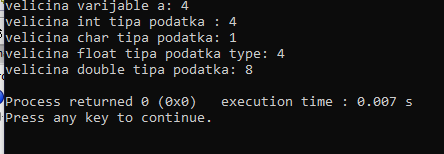 velicina varijable a: 4
velicina int tipa podatka : 4
velicina char tipa podatka: 1
velicina float tipa podatka type: 4
velicina double tipa podatka: 8
Process returned 0 (0x0)   execution time : 0.007 s
Press any key to continue.